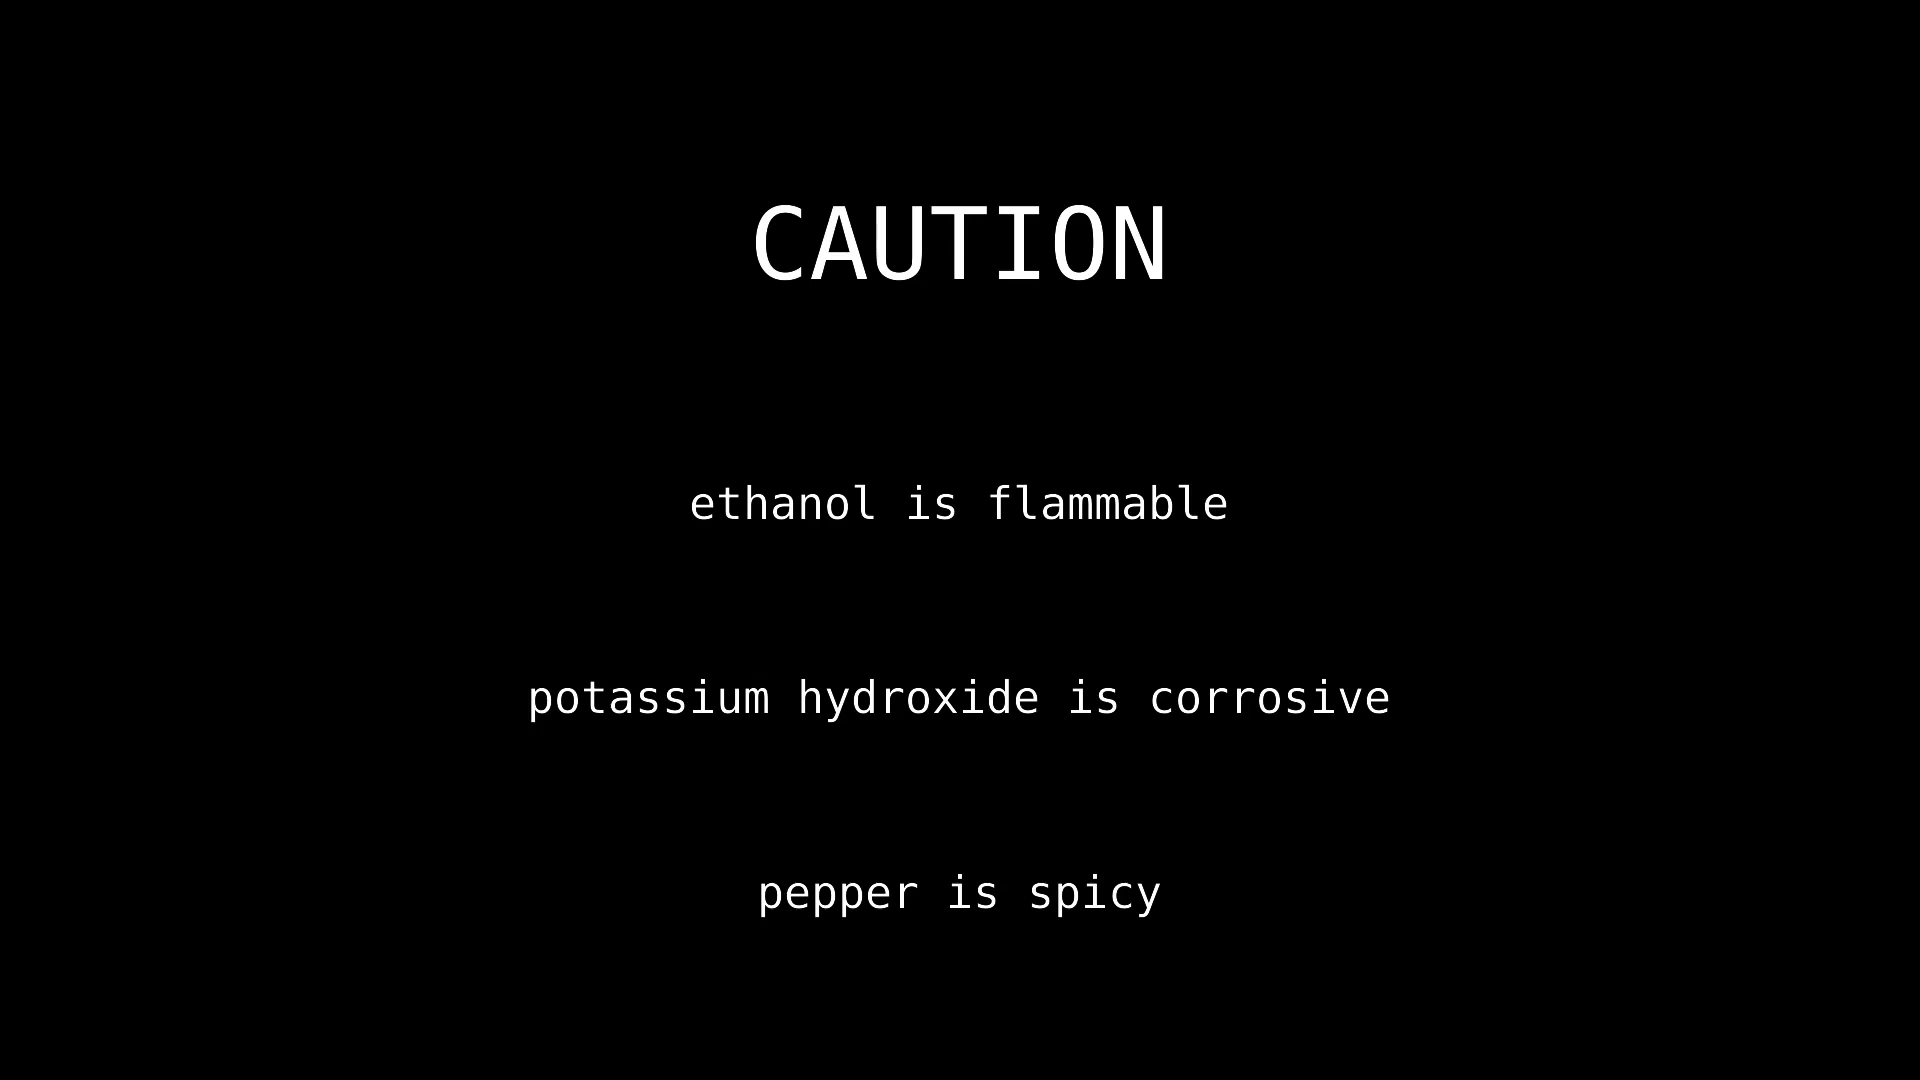 CAUTION
ethanol is flammable
potassium hydroxide is corrosive
pepper is spicy